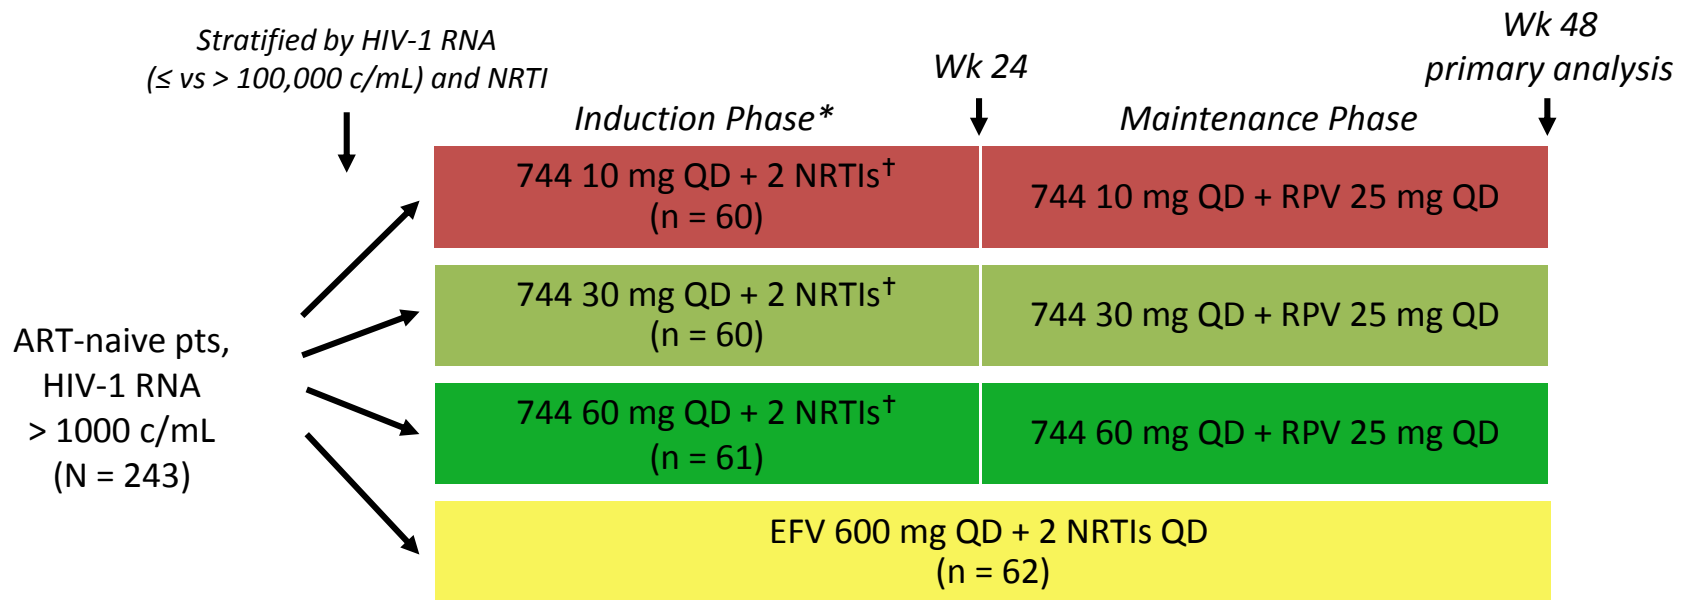 Stratified by HIV-1 RNA
(≤ vs > 100,000 c/mL) and NRTI
Wk 24
Wk 48
primary analysis
Induction Phase*
Maintenance Phase
ART-naive pts,
HIV-1 RNA
> 1000 c/mL
(N = 243)
744 10 mg QD + 2 NRTIs†
(n = 60)
744 10 mg QD + RPV 25 mg QD
744 30 mg QD + 2 NRTIs†
(n = 60)
744 30 mg QD + RPV 25 mg QD
744 60 mg QD + 2 NRTIs†
(n = 61)
744 60 mg QD + RPV 25 mg QD
EFV 600 mg QD + 2 NRTIs QD
(n = 62)